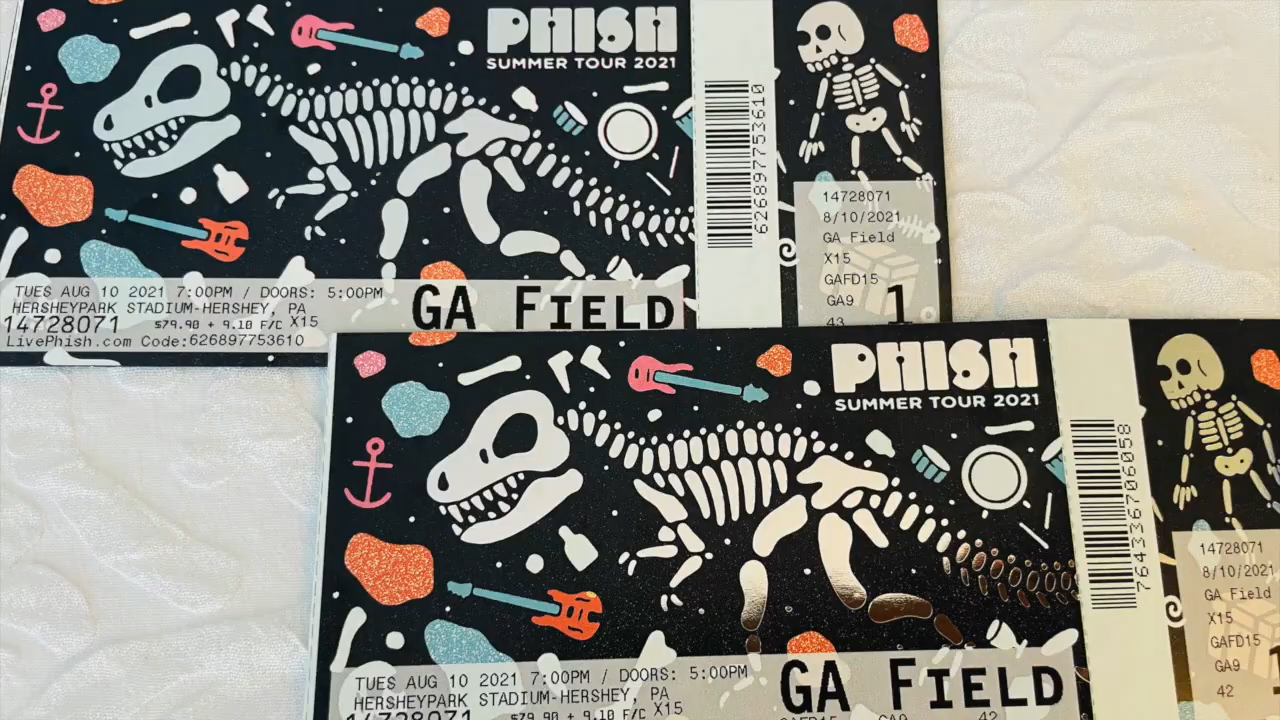 PHISH
SUMMER TOUR 2021
626897753610
14728071
8/10/2021
GA Field
X15
GAFD15
GA9 1
43
TUES AUG 10 2021 7:00PM / DOORS: 5:00PM
HERSHEYPARK STADIUM-HERSHEY, PA
14728071 $79.90 + 9.10 F/C X15
LivePhish.com Code:626897753610
GA FIELD
PHISH
SUMMER TOUR 2021
764336706058
14728071
8/10/2021
GA Field
X15
GAFD15
GA9
42
TUES AUG 10 2021 7:00PM / DOORS: 5:00PM
HERSHEYPARK STADIUM-HERSHEY, PA
14728071 $79.90 + 9.10 F/C X15
GA FIELD
GAFD15 GA9 42